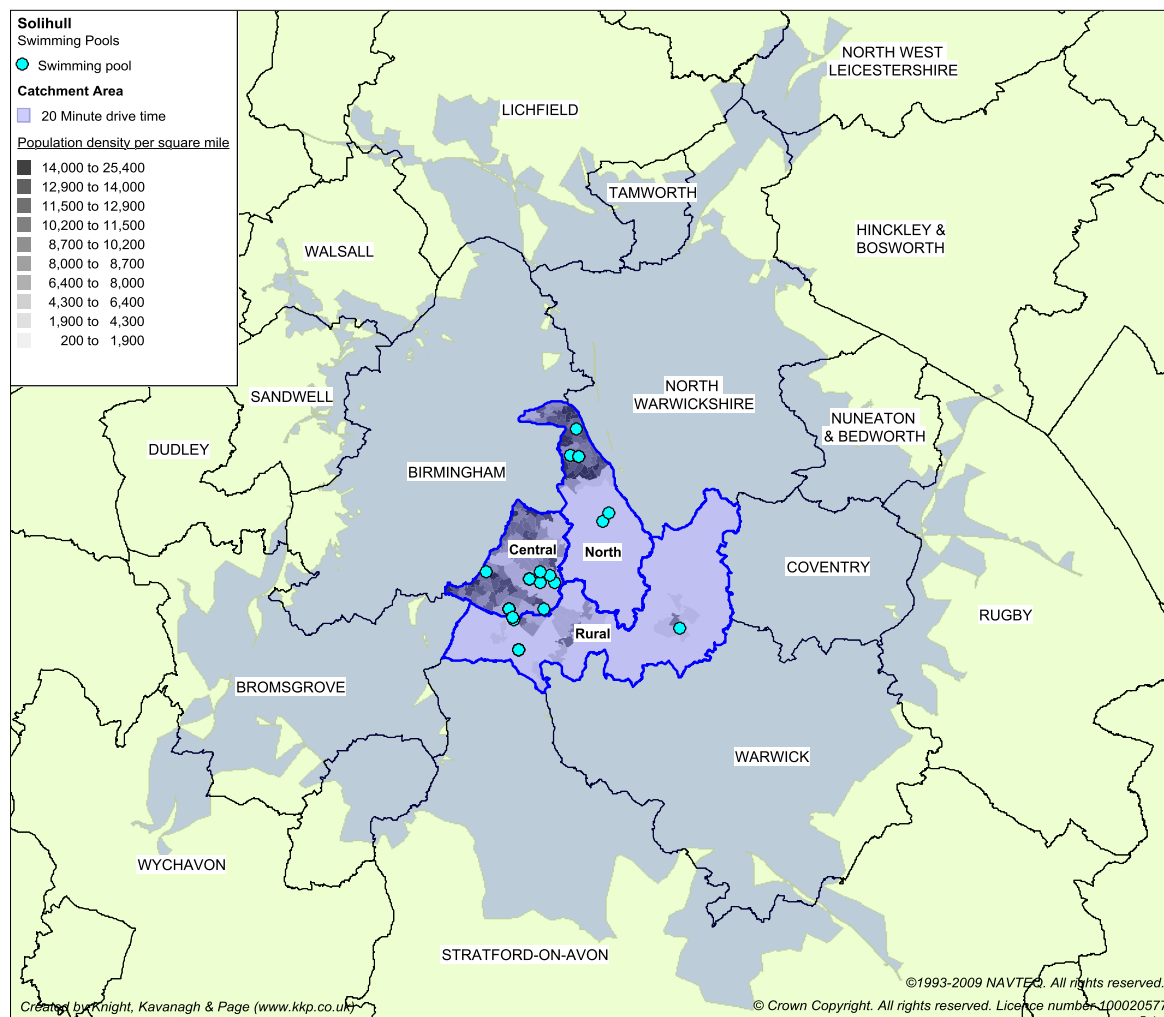 Solihull
Swimming Pools
Swimming pool
Catchment Area
20 Minute drive time
Population density per square mile
14,000 to 25,400
12,900 to 14,000
11,500 to 12,900
10,200 to 11,500
8,700 to 10,200
8,000 to 8,700
6,400 to 8,000
4,300 to 6,400
1,900 to 4,300
200 to 1,900
NORTH WEST
LEICESTERSHIRE
LICHFIELD
TAMWORTH
HINCKLEY &
BOSWORTH
WALSALL
SANDWELL
NORTH
WARWICKSHIRE
NUNEATON
& BEDWORTH
DUDLEY
BIRMINGHAM
Central
North
COVENTRY
RUGBY
Rural
BROMSGROVE
WARWICK
WYCHAVON
STRATFORD-ON-AVON
©1993-2009 NAVTEQ. All rights reserved.
Created by Knight, Kavanagh & Page (www.kkp.co.uk)
© Crown Copyright. All rights reserved. Licence number 100020577